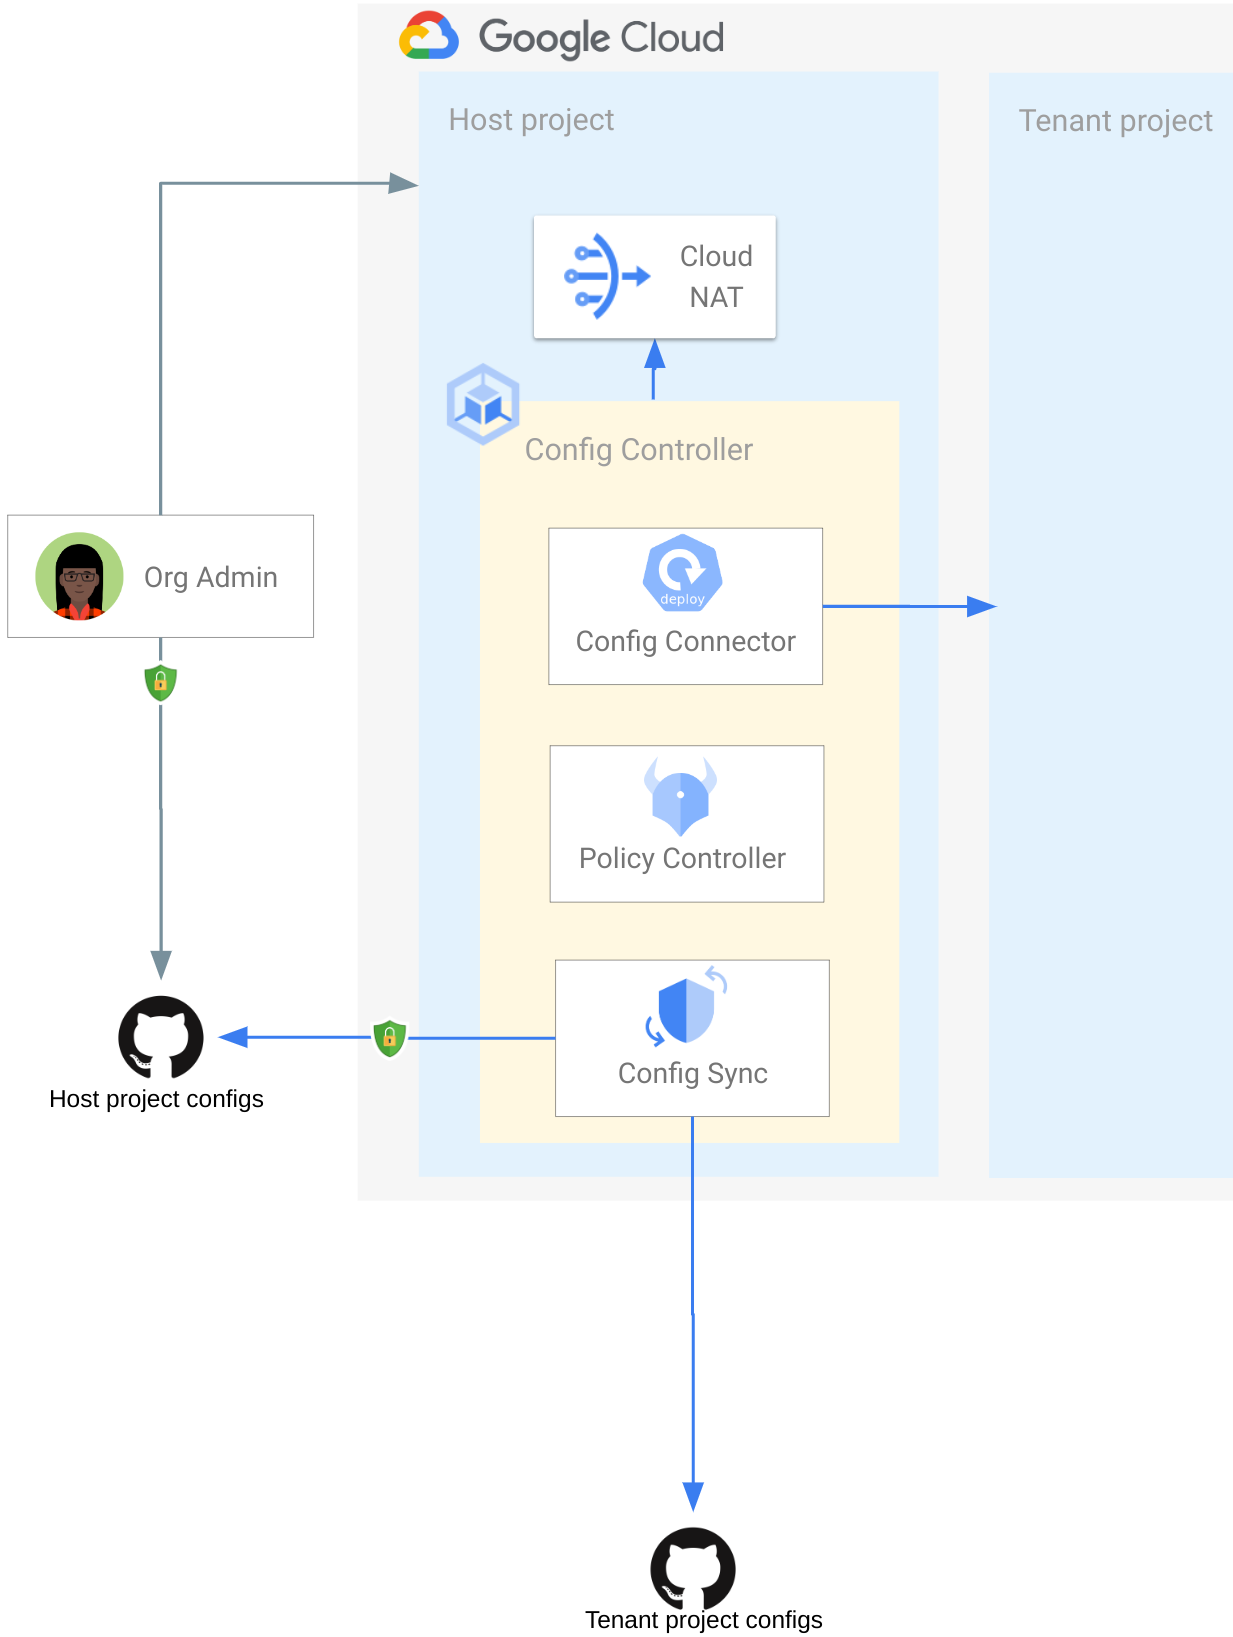 Google Cloud
Host project
Tenant project
Cloud
NAT
Config Controller
Org Admin
deploy
Config Connector
Policy Controller
Config Sync
Host project configs
Tenant project configs